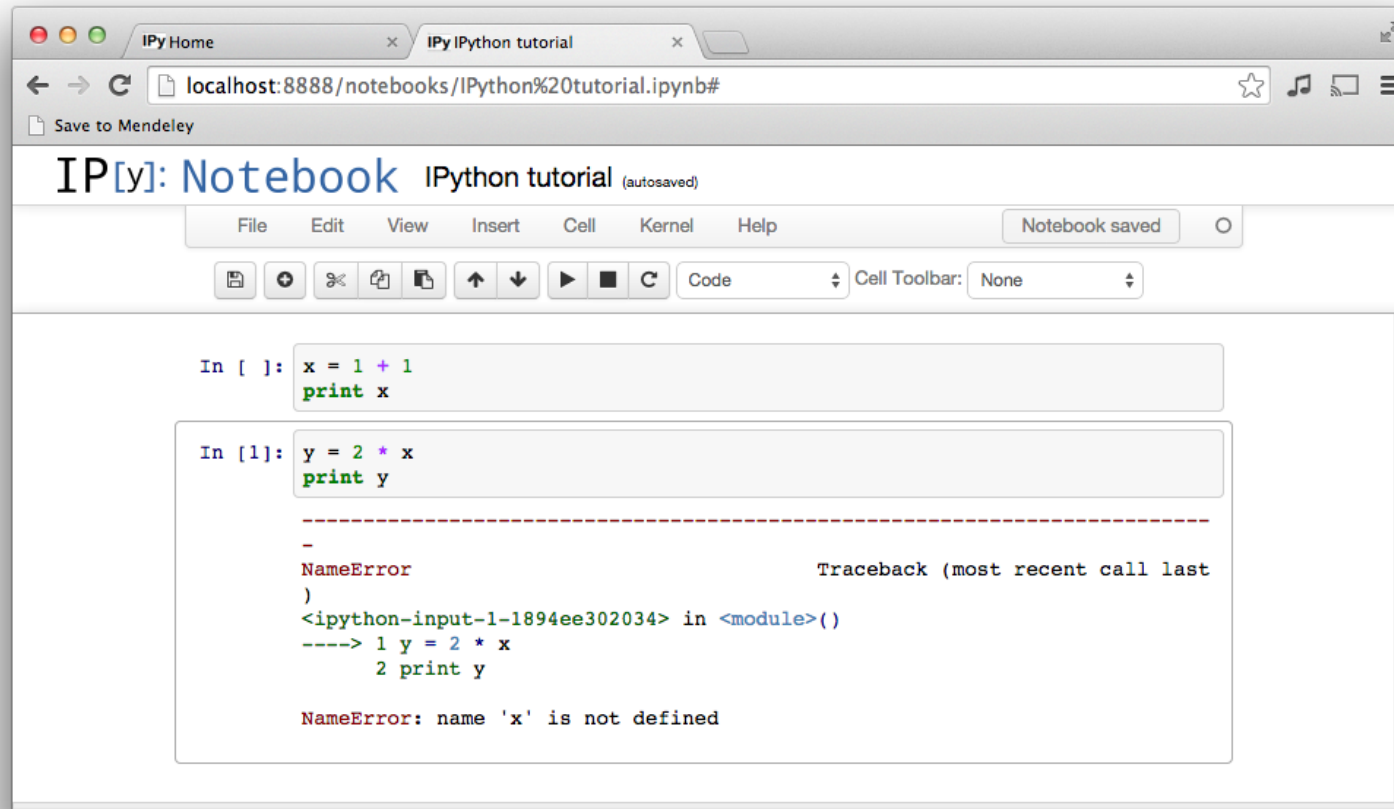 IPy Home × IPy IPython tutorial ×
localhost:8888/notebooks/IPython%20tutorial.ipynb#
Save to Mendeley
IP[y]: Notebook IPython tutorial (autosaved)
File Edit View Insert Cell Kernel Help Notebook saved
Code Cell Toolbar: None
In [ ]: x = 1 + 1
print x
In [1]: y = 2 * x
print y
---------------------------------------------------------------------------
-
NameError Traceback (most recent call last
)
<ipython-input-1-1894ee302034> in <module>()
----> 1 y = 2 * x
2 print y
NameError: name 'x' is not defined